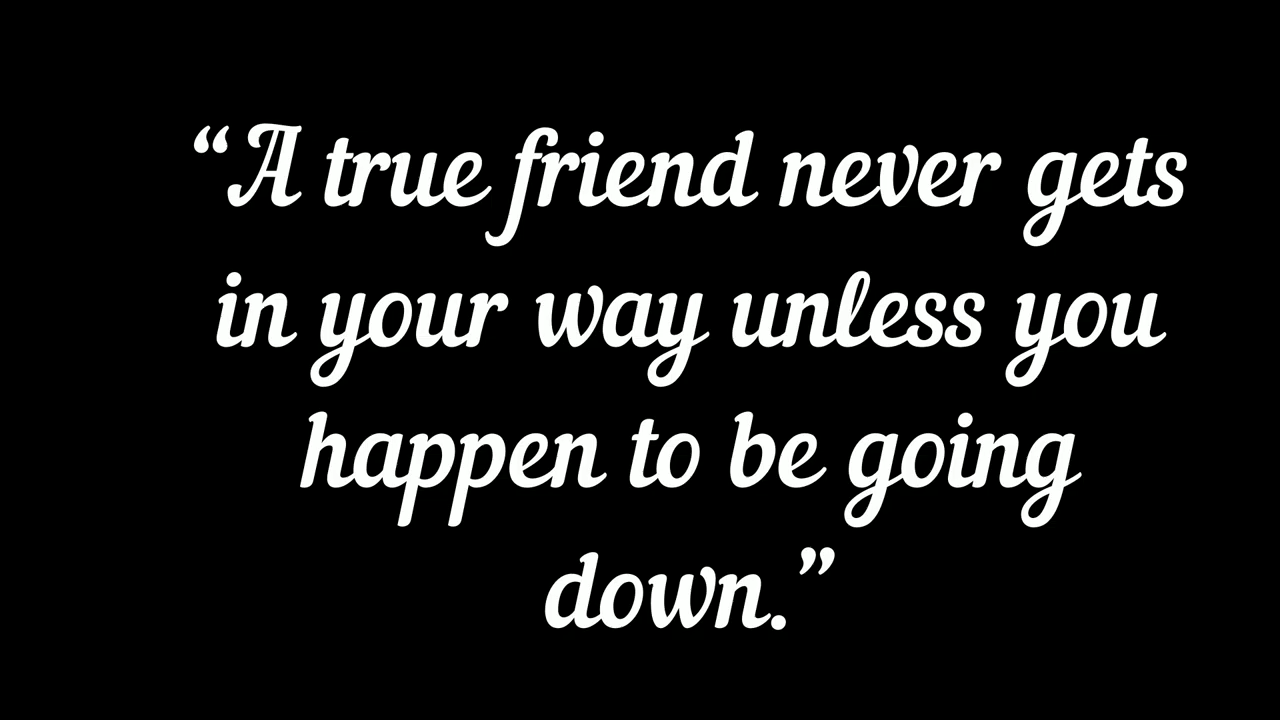 “A true friend never gets
in your way unless you
happen to be going
down.”